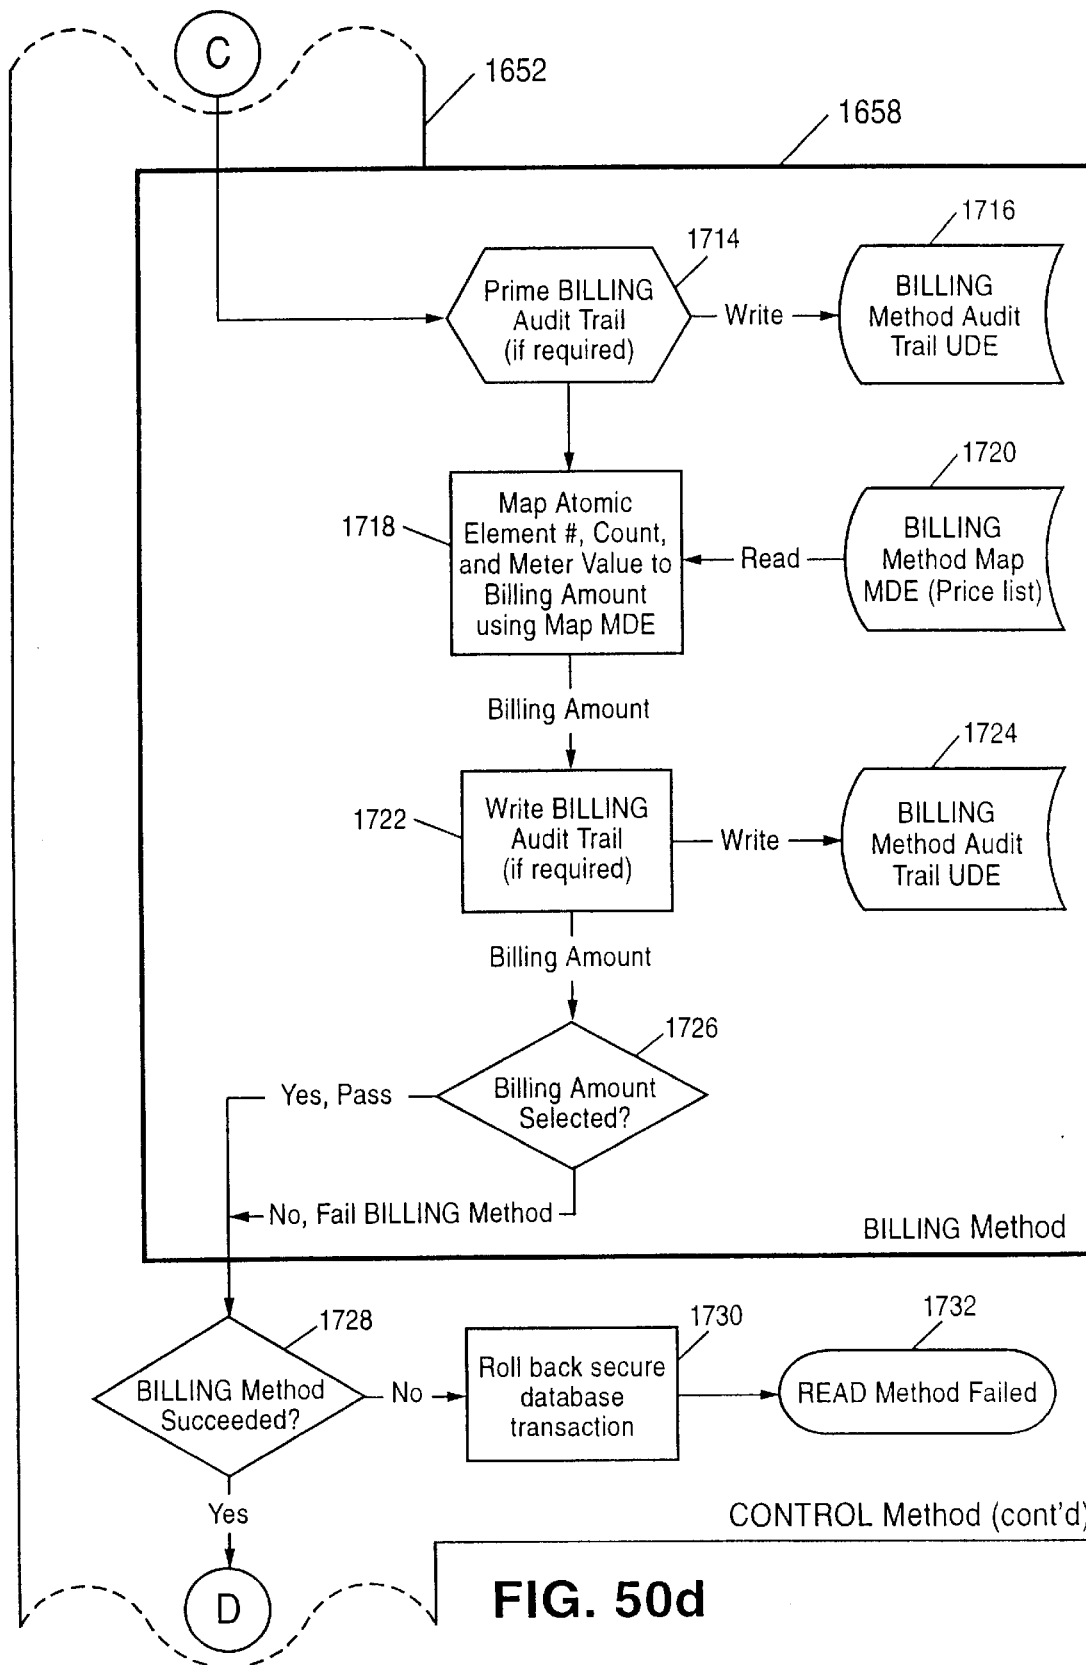 C
1652
1658
1714
1716
Prime BILLING
Audit Trail
(if required)
Write
BILLING
Method Audit
Trail UDE
1718
Map Atomic
Element #, Count,
and Meter Value to
Billing Amount
using Map MDE
Read
1720
BILLING
Method Map
MDE (Price list)
Billing Amount
1722
Write BILLING
Audit Trail
(if required)
Write
1724
BILLING
Method Audit
Trail UDE
Billing Amount
1726
Billing Amount
Selected?
Yes, Pass
No, Fail BILLING Method
BILLING Method
1728
BILLING Method
Succeeded?
No
1730
Roll back secure
database
transaction
1732
READ Method Failed
Yes
CONTROL Method (cont'd)
D
FIG. 50d